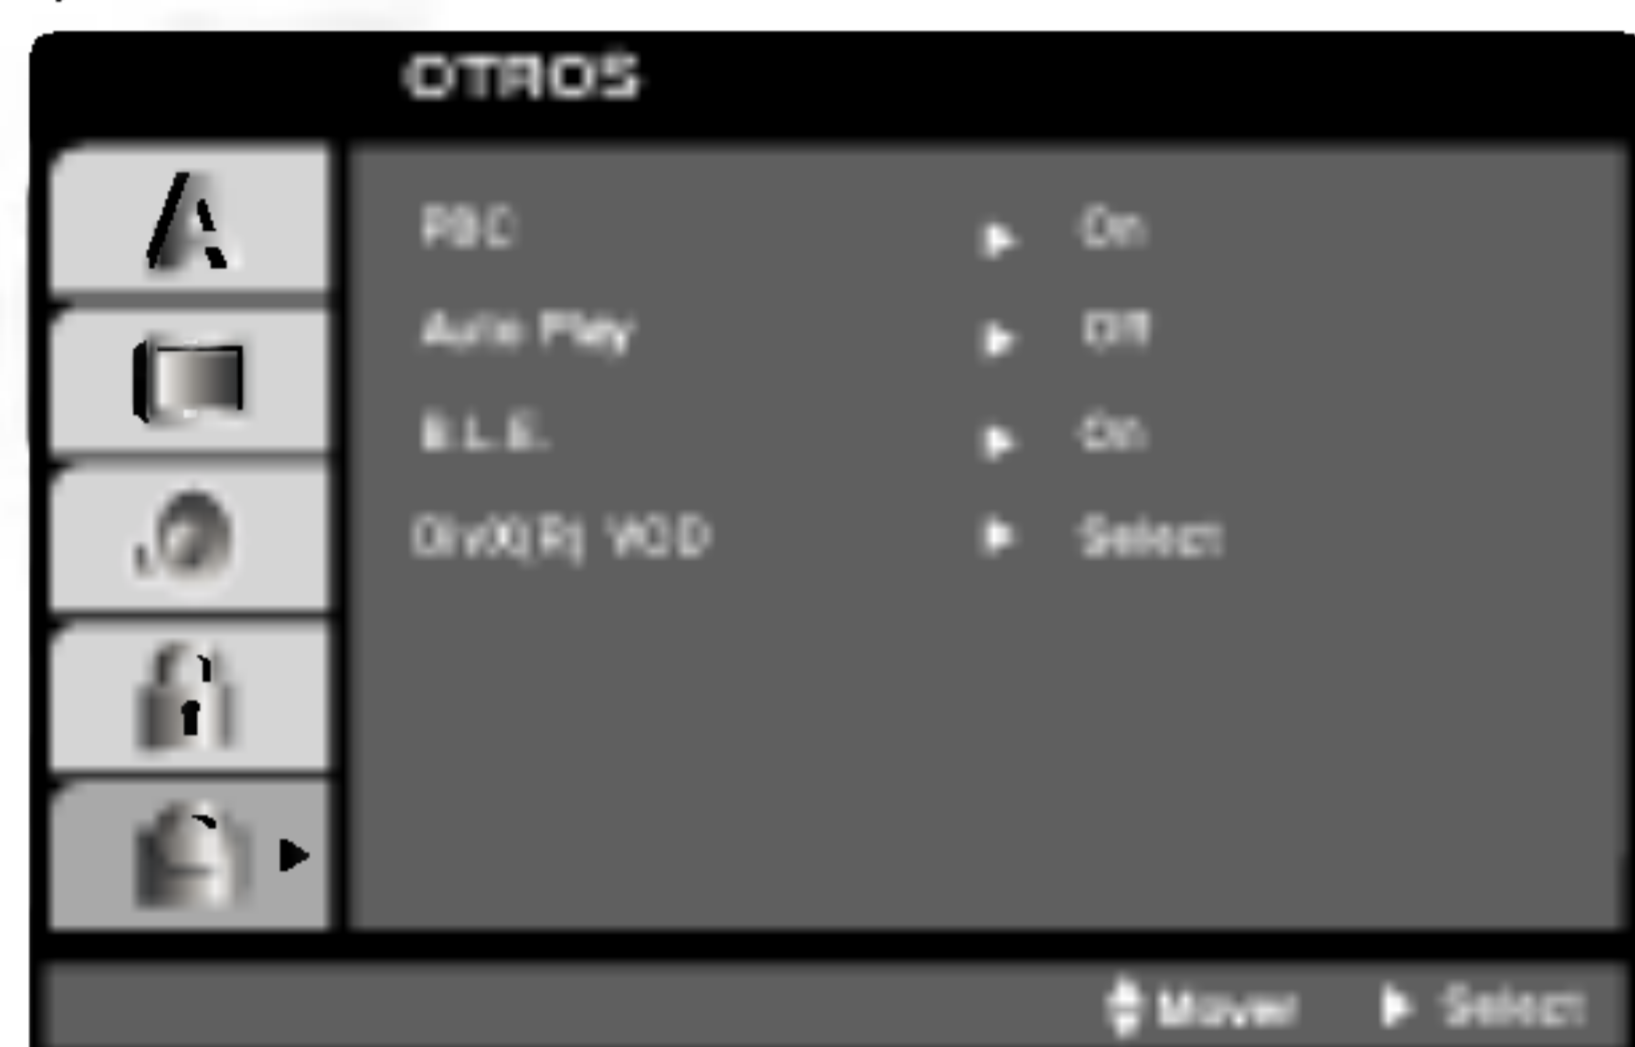 OTROS
PBC On
Auto Play Off
B.L.E. On
DivX(R) VOD Select
Mover Select